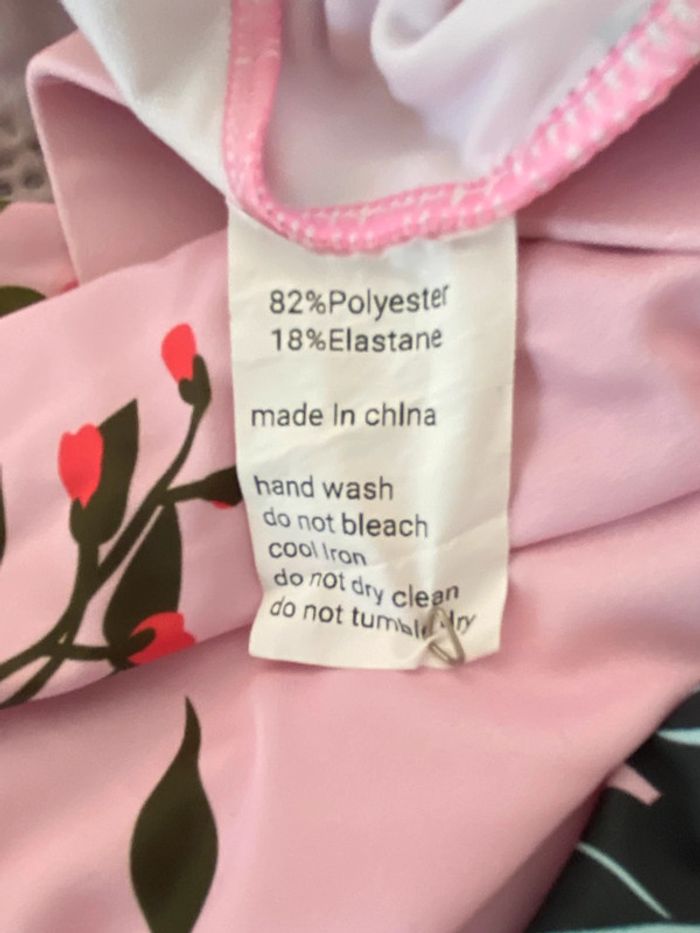 82%Polyester
18%Elastane
made In chIna
hand wash
do not bleach
cool Iron
do not dry clean
do not tumble dry